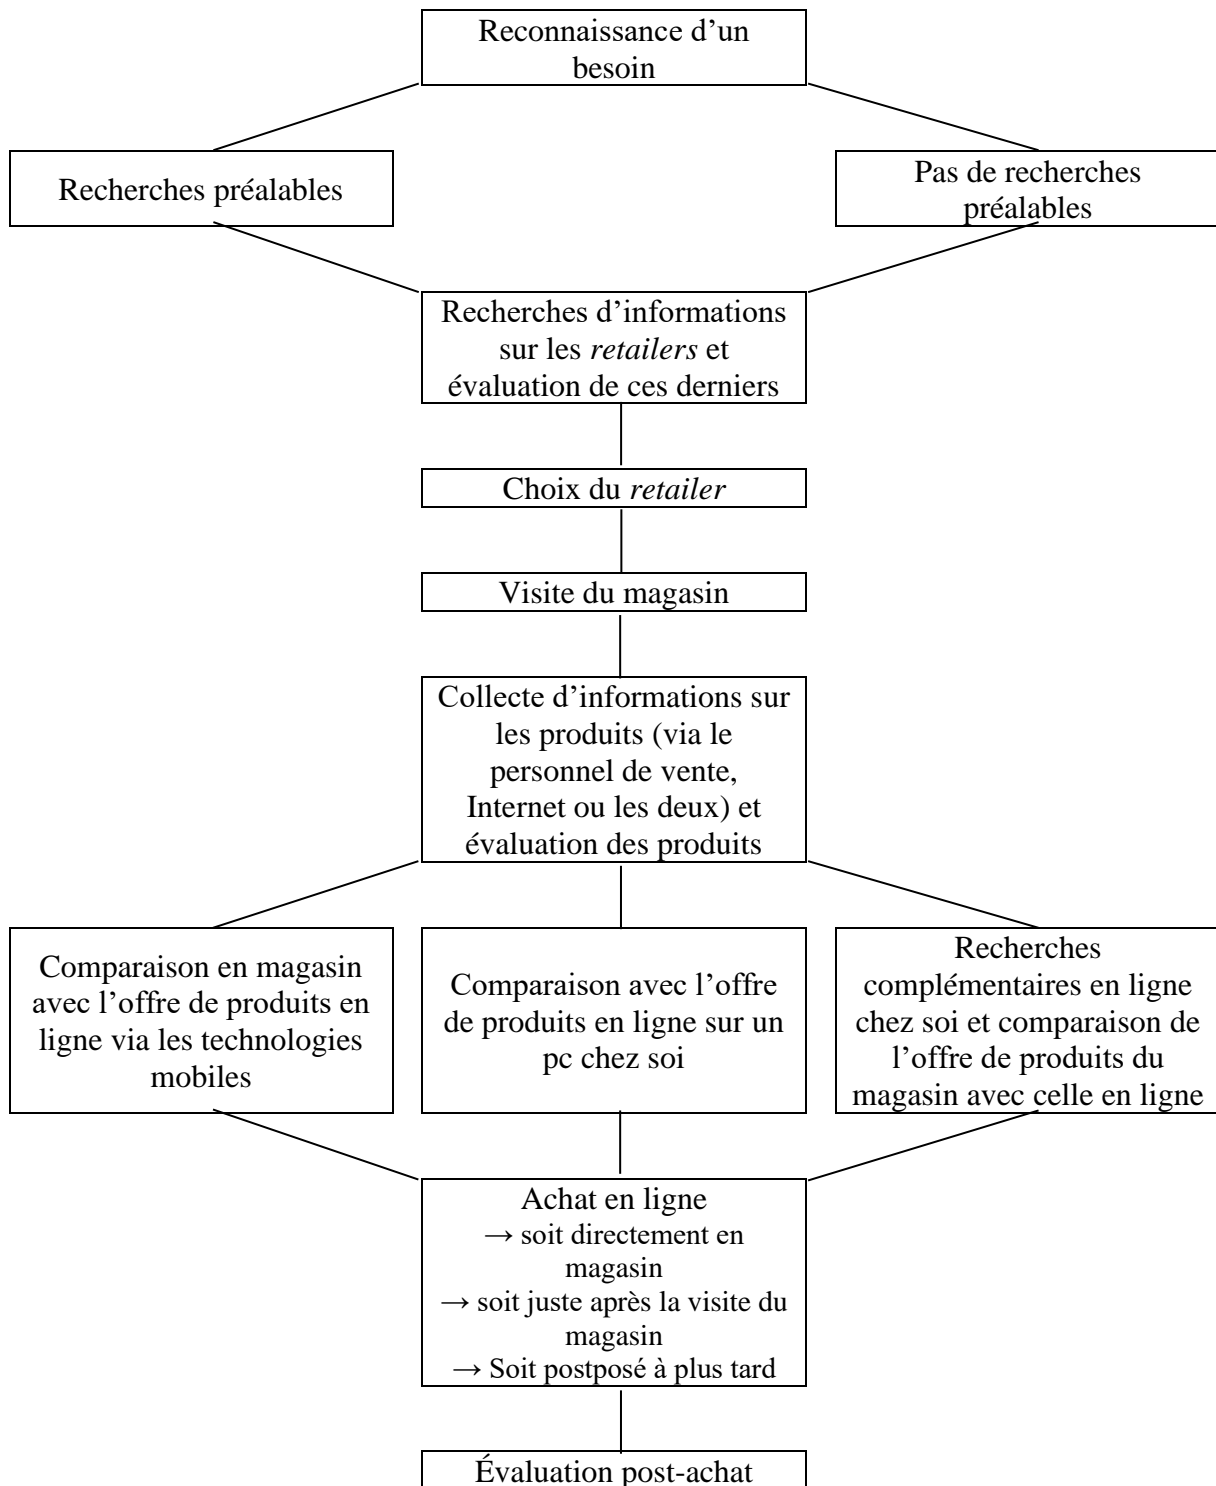 Reconnaissance d’un
besoin
Recherches préalables
Pas de recherches
préalables
Recherches d’informations
sur les retailers et
évaluation de ces derniers
Choix du retailer
Visite du magasin
Collecte d’informations sur
les produits (via le
personnel de vente,
Internet ou les deux) et
évaluation des produits
Comparaison en magasin
avec l’offre de produits en
ligne via les technologies
mobiles
Comparaison avec l’offre
de produits en ligne sur un
pc chez soi
Recherches
complémentaires en ligne
chez soi et comparaison de
l’offre de produits du
magasin avec celle en ligne
Achat en ligne
→ soit directement en
magasin
→ soit juste après la visite du
magasin
→ Soit postposé à plus tard
Évaluation post-achat